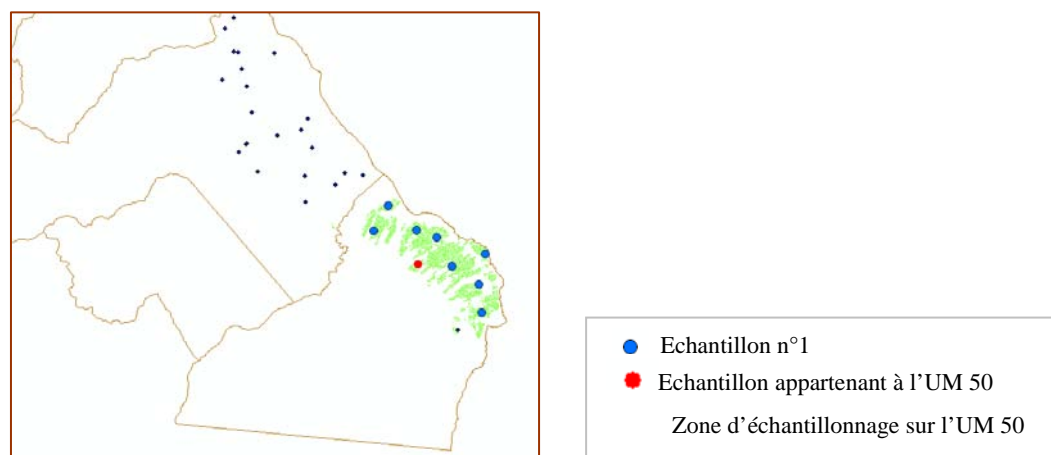 Echantillon n°1
Echantillon appartenant à l’UM 50
Zone d’échantillonnage sur l’UM 50